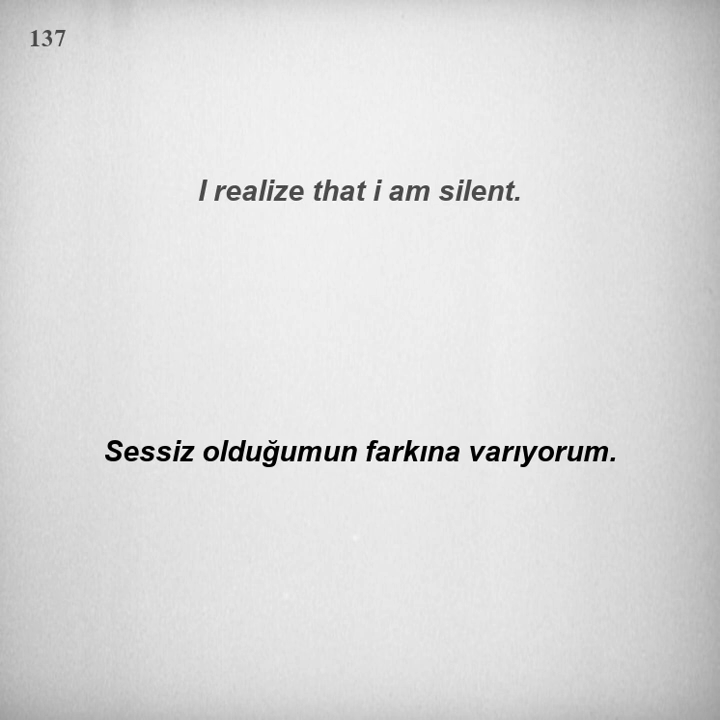 137
I realize that i am silent.
Sessiz olduğumun farkına varıyorum.